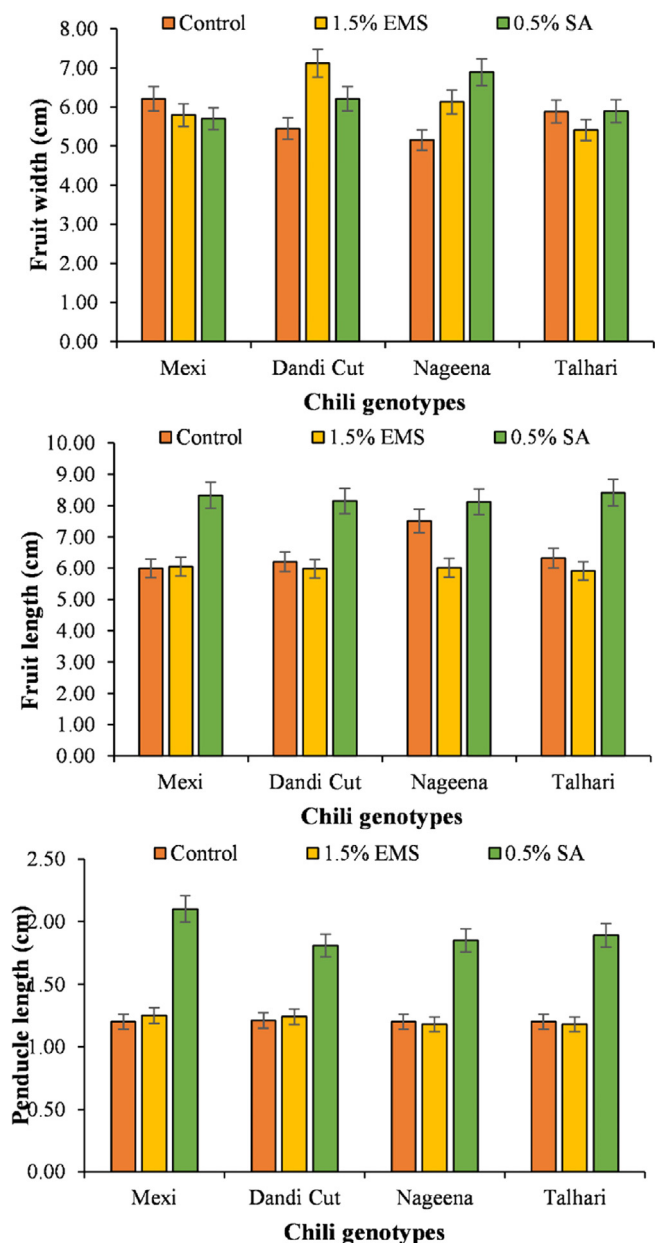 Control 1.5% EMS 0.5% SA
8.00
7.00
6.00
5.00
4.00
3.00
2.00
1.00
0.00
Fruit width (cm)
Mexi Dandi Cut Nageena Talhari
Chili genotypes
Control 1.5% EMS 0.5% SA
10.00
9.00
8.00
7.00
6.00
5.00
4.00
3.00
2.00
1.00
0.00
Fruit length (cm)
Mexi Dandi Cut Nageena Talhari
Chili genotypes
Control 1.5% EMS 0.5% SA
2.50
2.00
1.50
1.00
0.50
0.00
Penducle length (cm)
Mexi Dandi Cut Nageena Talhari
Chili genotypes